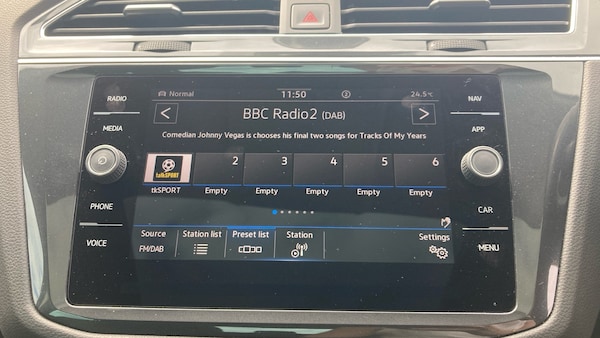 Normal 11:50 2 24.5°C
RADIO
MEDIA
PHONE
VOICE
NAV
APP
CAR
MENU
< BBC Radio2 (DAB) >
Comedian Johnny Vegas is chooses his final two songs for Tracks Of My Years
talkSPORT 2 3 4 5 6
tkSPORT Empty Empty Empty Empty Empty
Source Station list Preset list Station Settings
FM/DAB